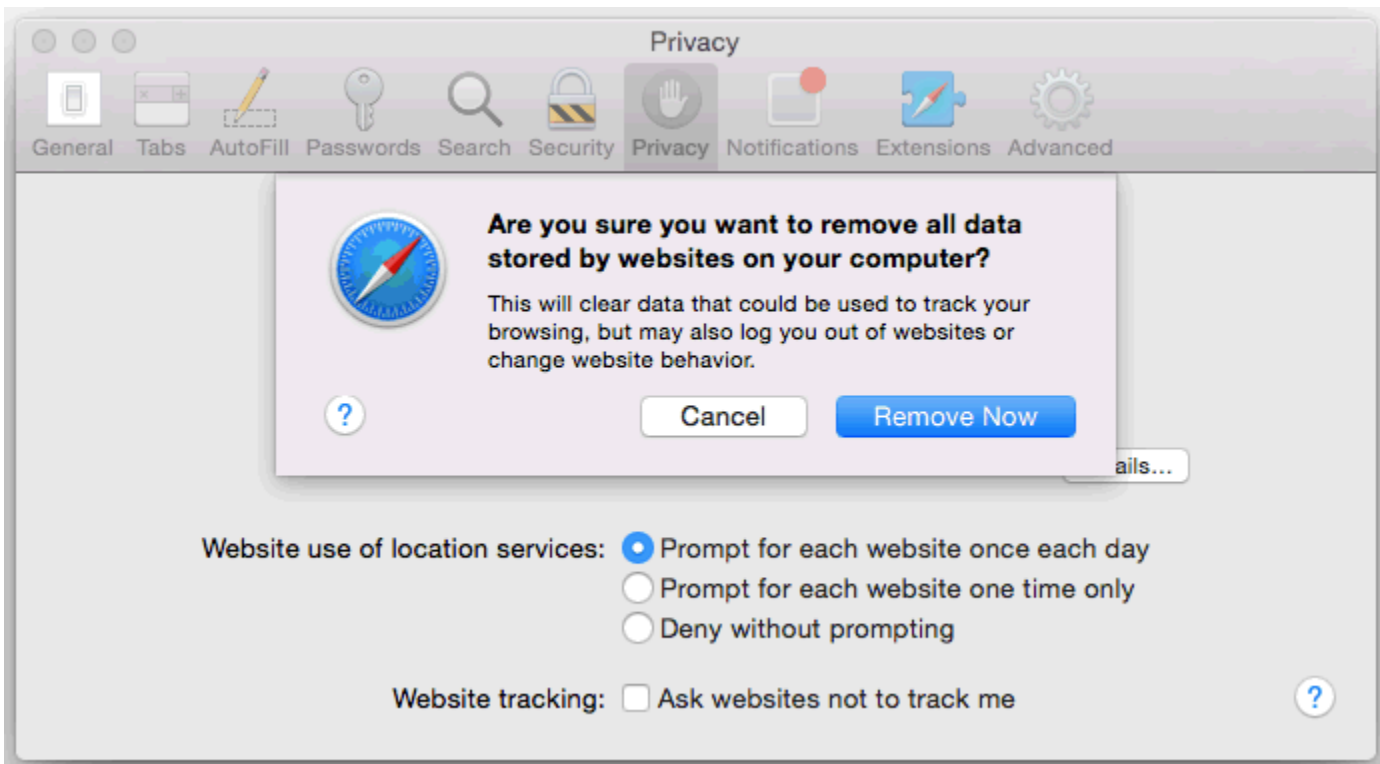 Privacy
General Tabs AutoFill Passwords Search Security Privacy Notifications Extensions Advanced
Are you sure you want to remove all data
stored by websites on your computer?
This will clear data that could be used to track your
browsing, but may also log you out of websites or
change website behavior.
? Cancel Remove Now
ails...
Website use of location services: Prompt for each website once each day
Prompt for each website one time only
Deny without prompting
Website tracking: Ask websites not to track me ?